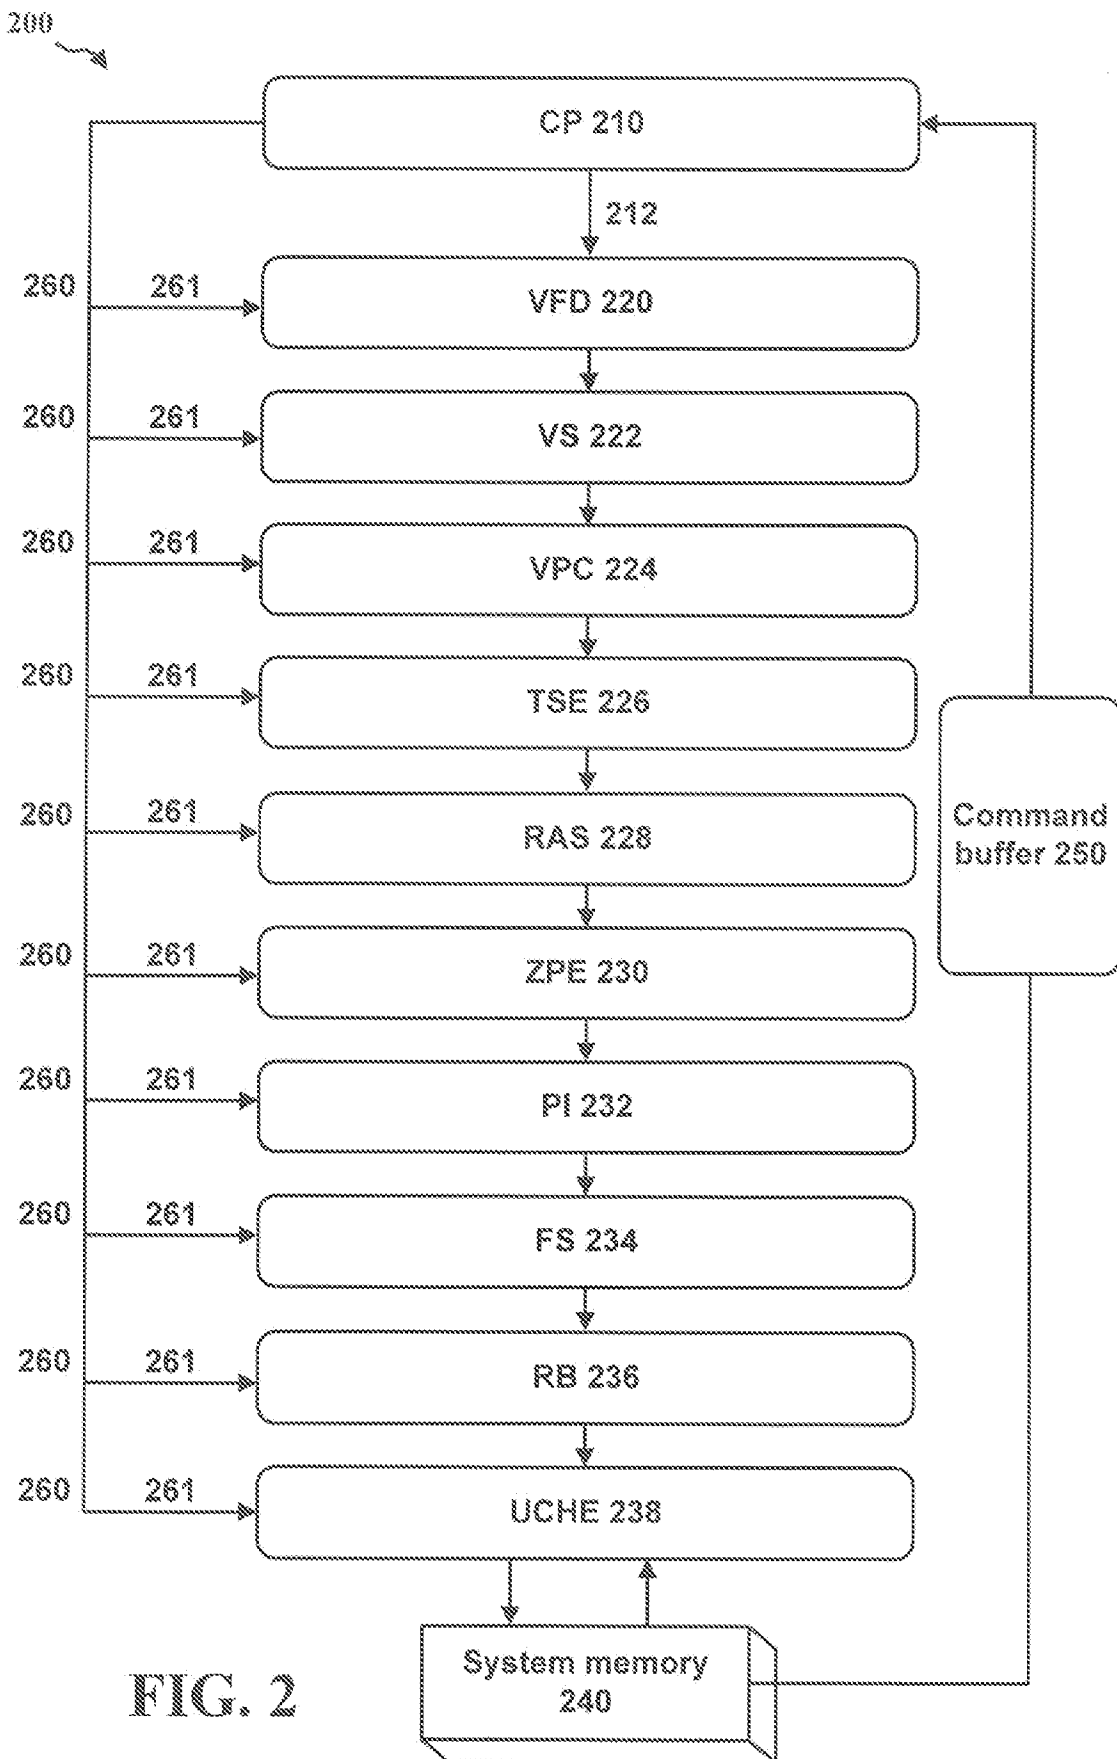 200
CP 210
212
260 261 VFD 220
260 261 VS 222
260 261 VPC 224
260 261 TSE 226
260 261 RAS 228
Command
buffer 250
260 261 ZPE 230
260 261 PI 232
260 261 FS 234
260 261 RB 236
260 261 UCHE 238
System memory
240
FIG. 2